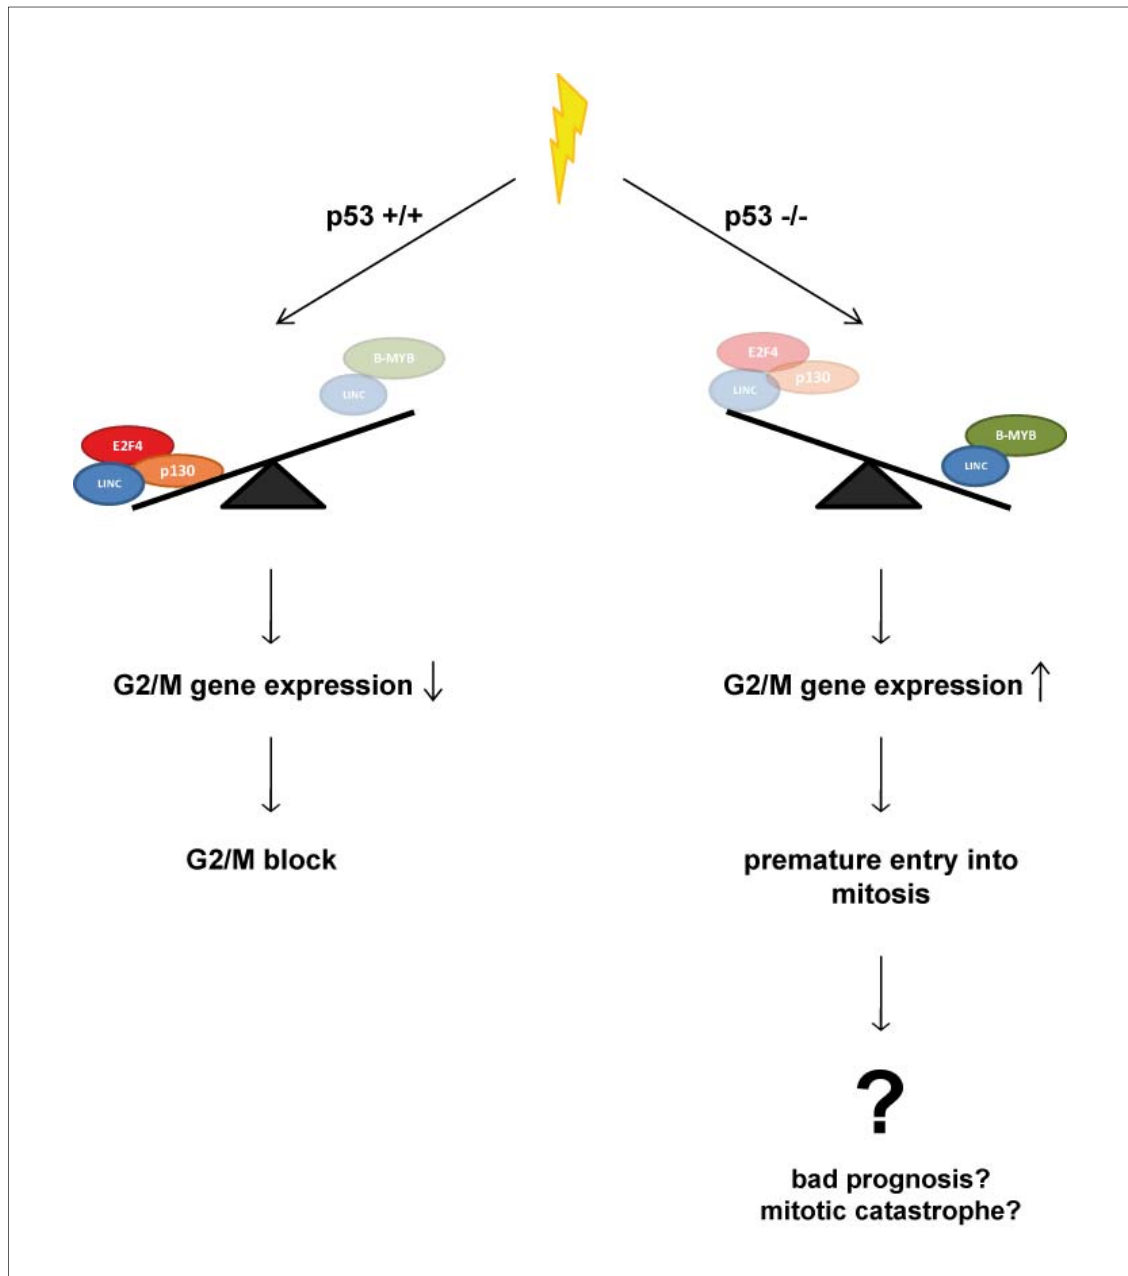 p53 +/+
p53 -/-
B-MYB
LINC
E2F4
p130
LINC
E2F4
p130
LINC
B-MYB
LINC
G2/M gene expression
G2/M gene expression
G2/M block
premature entry into
mitosis
?
bad prognosis?
mitotic catastrophe?